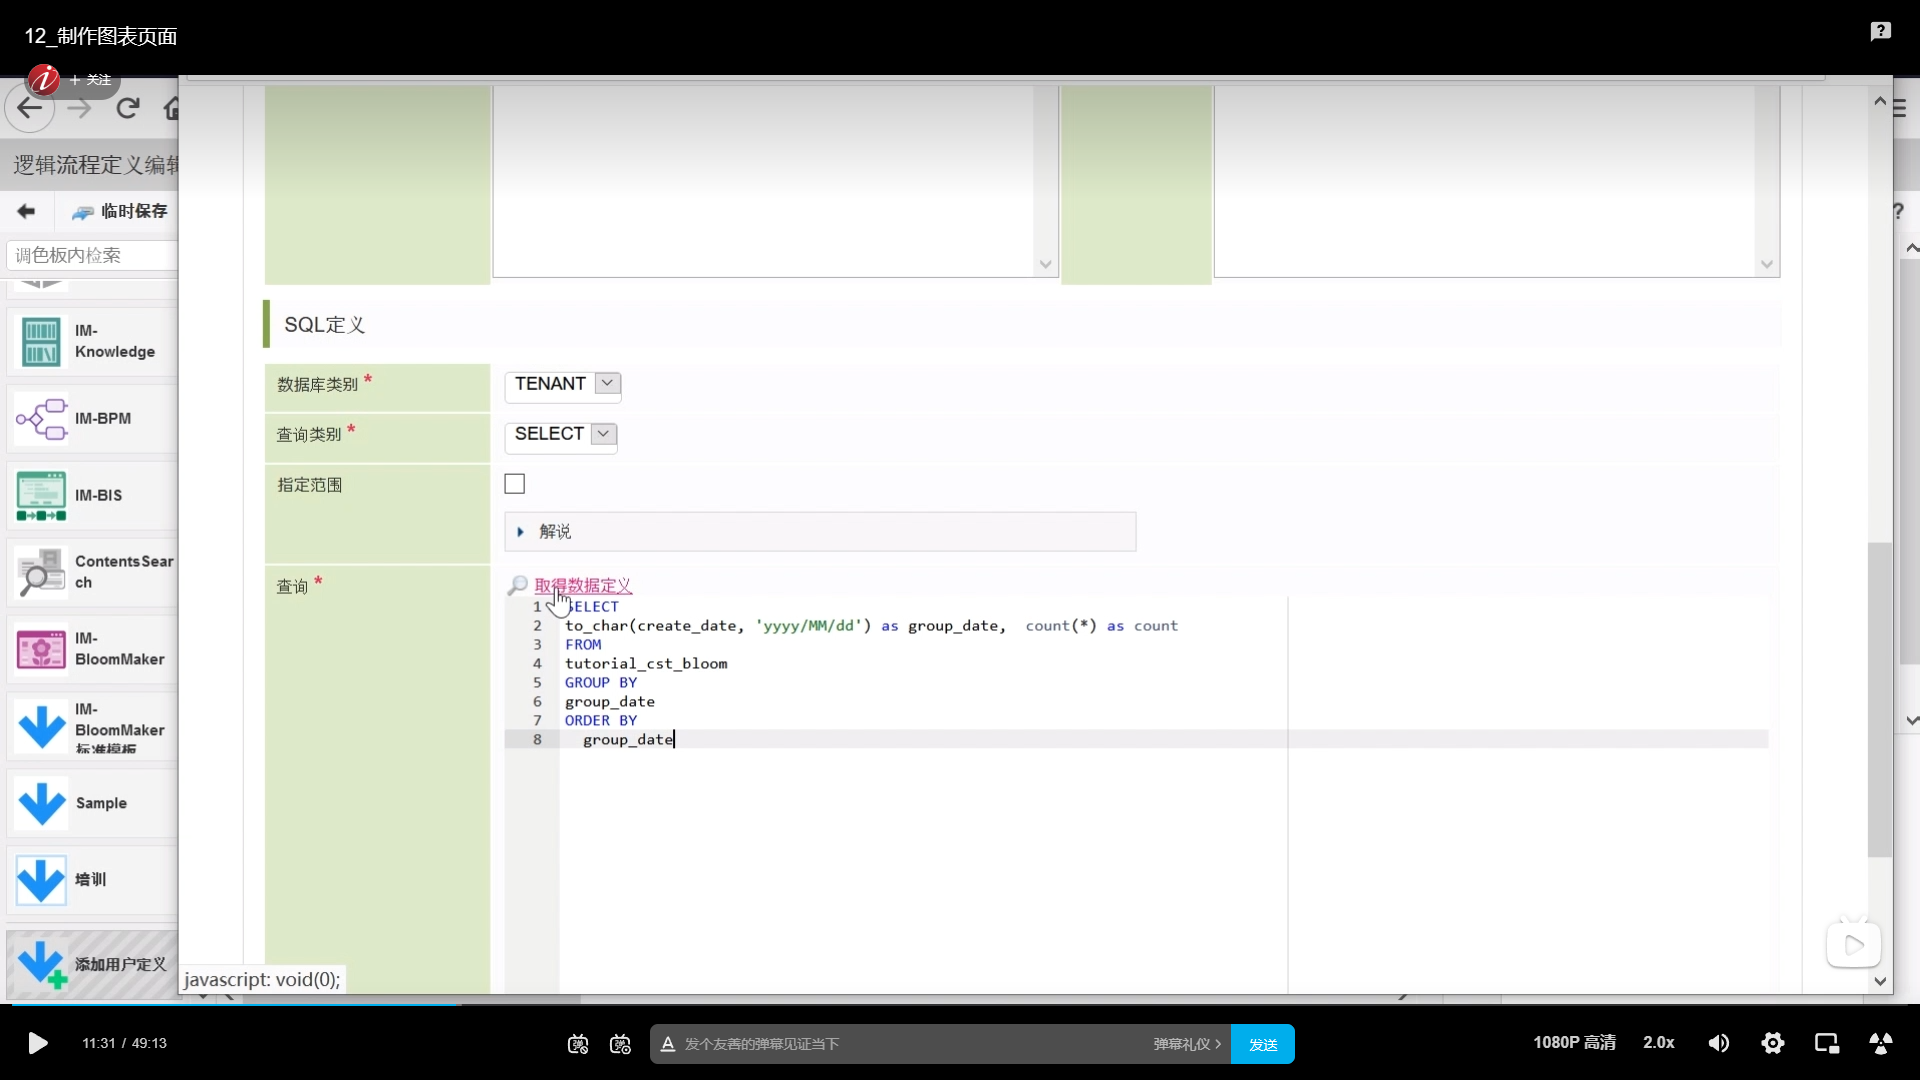 12_制作图表页面
+ 关注
逻辑流程定义编辑
临时保存
调色板内检索
IM-
Knowledge
IM-BPM
IM-BIS
ContentsSear
ch
IM-
BloomMaker
IM-
BloomMaker
标准模板
Sample
培训
添加用户定义
SQL定义
数据库类别 *
TENANT
查询类别 *
SELECT
指定范围
解说
查询 *
取得数据定义
1 SELECT
2 to_char(create_date, 'yyyy/MM/dd') as group_date,  count(*) as count
3 FROM
4 tutorial_cst_bloom
5 GROUP BY
6 group_date
7 ORDER BY
8   group_date
javascript: void(0);
11:31 / 49:13
发个友善的弹幕见证当下
弹幕礼仪 >
发送
1080P 高清
2.0x